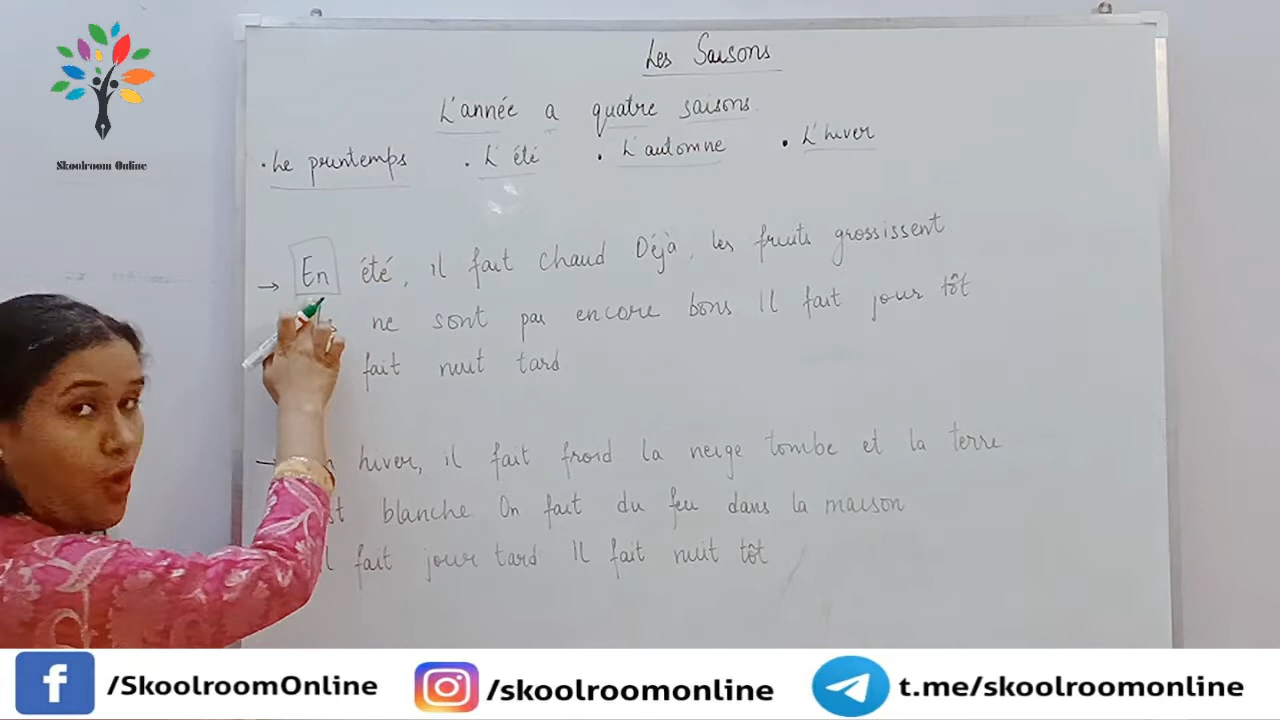 Skoolroom Online
Les Saisons
L'année a quatre saisons.
• Le printemps • L'été • L'automne • L'hiver
→ En été, il fait chaud Déjà, les fruits grossissent
ne sont pas encore bons Il fait jour tôt
fait nuit tard
hiver, il fait froid la neige tombe et la terre
blanche On fait du feu dans la maison
fait jour tard Il fait nuit tôt
/SkoolroomOnline /skoolroomonline t.me/skoolroomonline